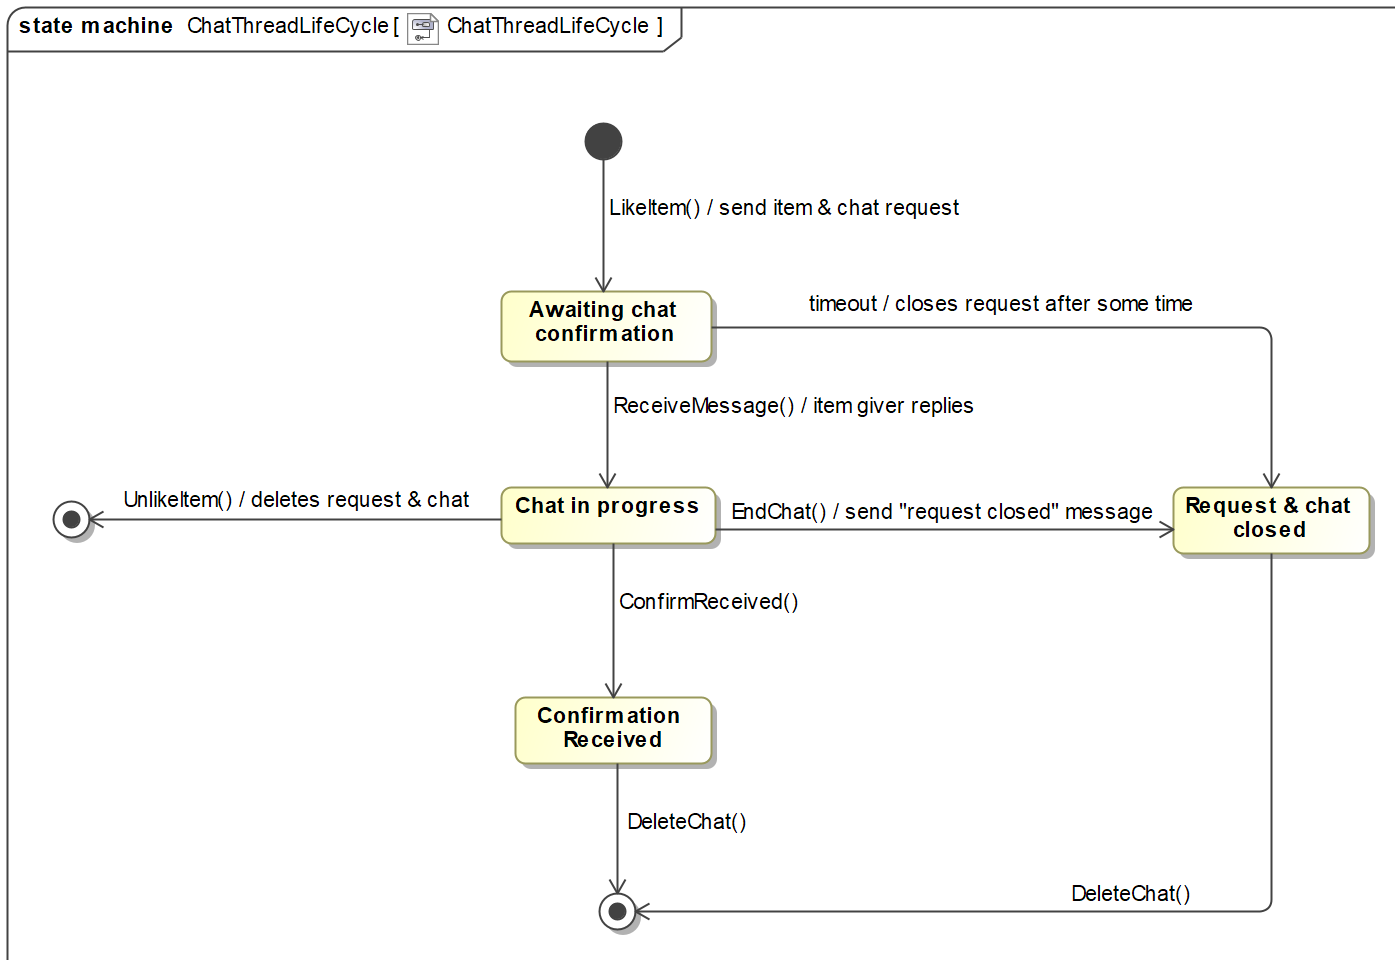 state machine ChatThreadLifeCycle [ ChatThreadLifeCycle ]
LikeItem() / send item & chat request
Awaiting chat
confirmation
timeout / closes request after some time
ReceiveMessage() / item giver replies
UnlikeItem() / deletes request & chat
Chat in progress
EndChat() / send "request closed" message
Request & chat
closed
ConfirmReceived()
Confirmation
Received
DeleteChat()
DeleteChat()